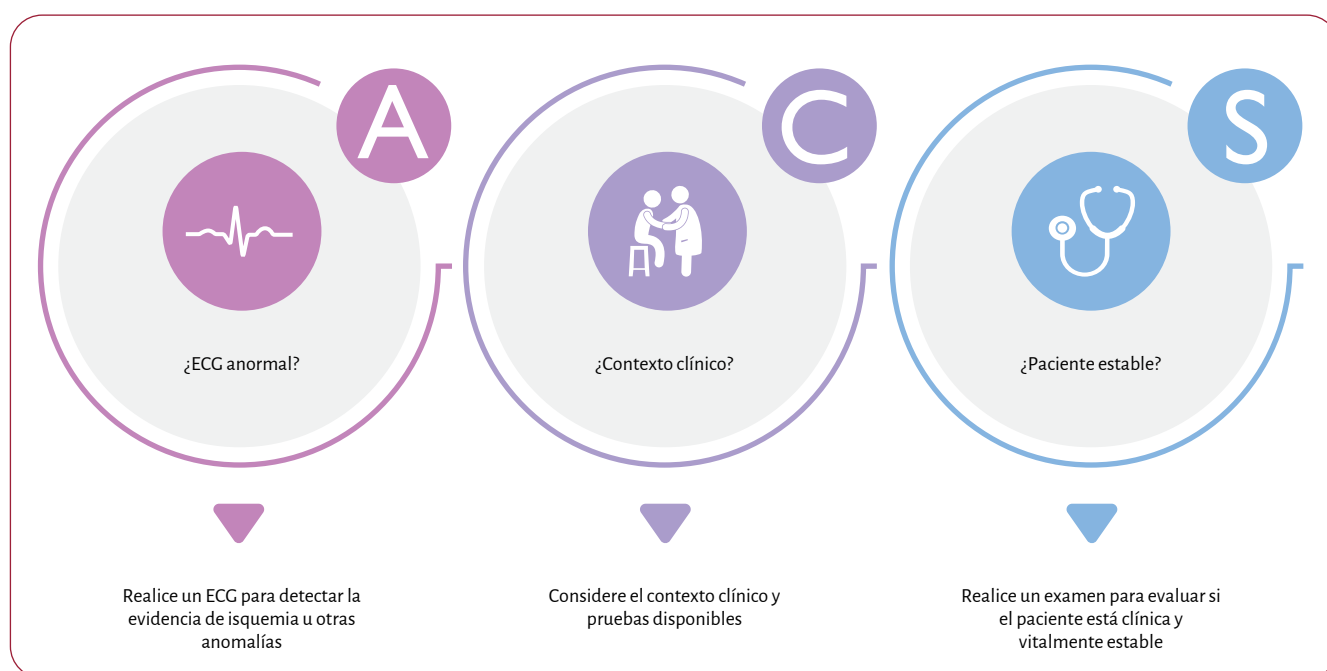 A
C
S
¿ECG anormal?
¿Contexto clínico?
¿Paciente estable?
Realice un ECG para detectar la
evidencia de isquemia u otras
anomalías
Considere el contexto clínico y
pruebas disponibles
Realice un examen para evaluar si
el paciente está clínica y
vitalmente estable